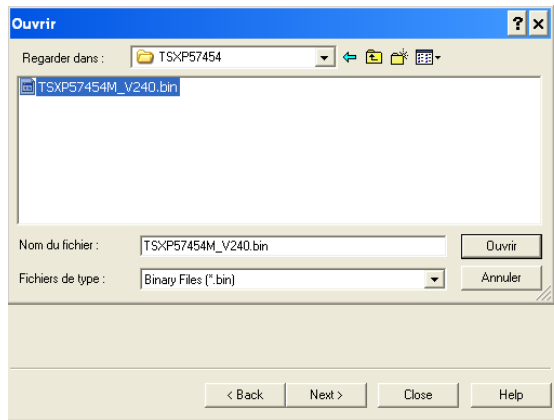 Ouvrir
Regarder dans : TSXP57454
TSXP57454M_V240.bin
Nom du fichier : TSXP57454M_V240.bin Ouvrir
Fichiers de type : Binary Files (*.bin) Annuler
< Back Next > Close Help